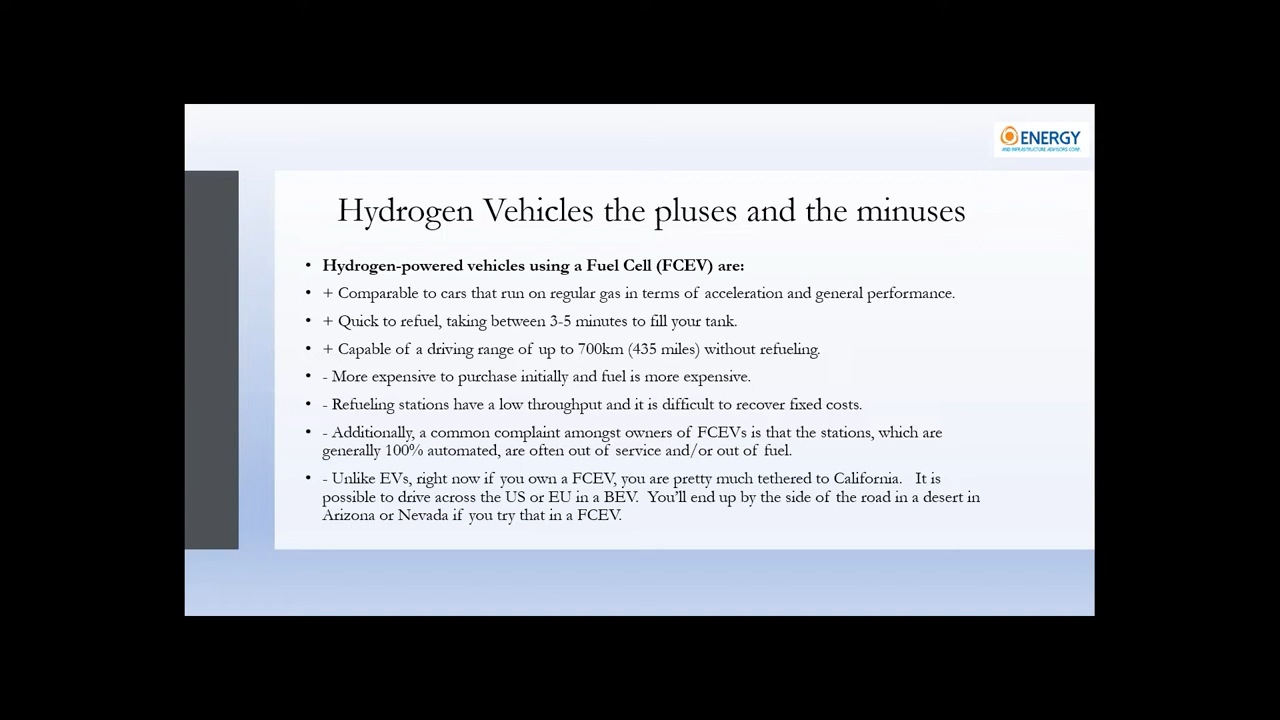 ENERGY
AND INFRASTRUCTURE ADVISORS CORP.
Hydrogen Vehicles the pluses and the minuses
• Hydrogen-powered vehicles using a Fuel Cell (FCEV) are:
• + Comparable to cars that run on regular gas in terms of acceleration and general performance.
• + Quick to refuel, taking between 3-5 minutes to fill your tank.
• + Capable of a driving range of up to 700km (435 miles) without refueling.
• - More expensive to purchase initially and fuel is more expensive.
• - Refueling stations have a low throughput and it is difficult to recover fixed costs.
• - Additionally, a common complaint amongst owners of FCEVs is that the stations, which are
generally 100% automated, are often out of service and/or out of fuel.
• - Unlike EVs, right now if you own a FCEV, you are pretty much tethered to California.   It is
possible to drive across the US or EU in a BEV.  You’ll end up by the side of the road in a desert in
Arizona or Nevada if you try that in a FCEV.